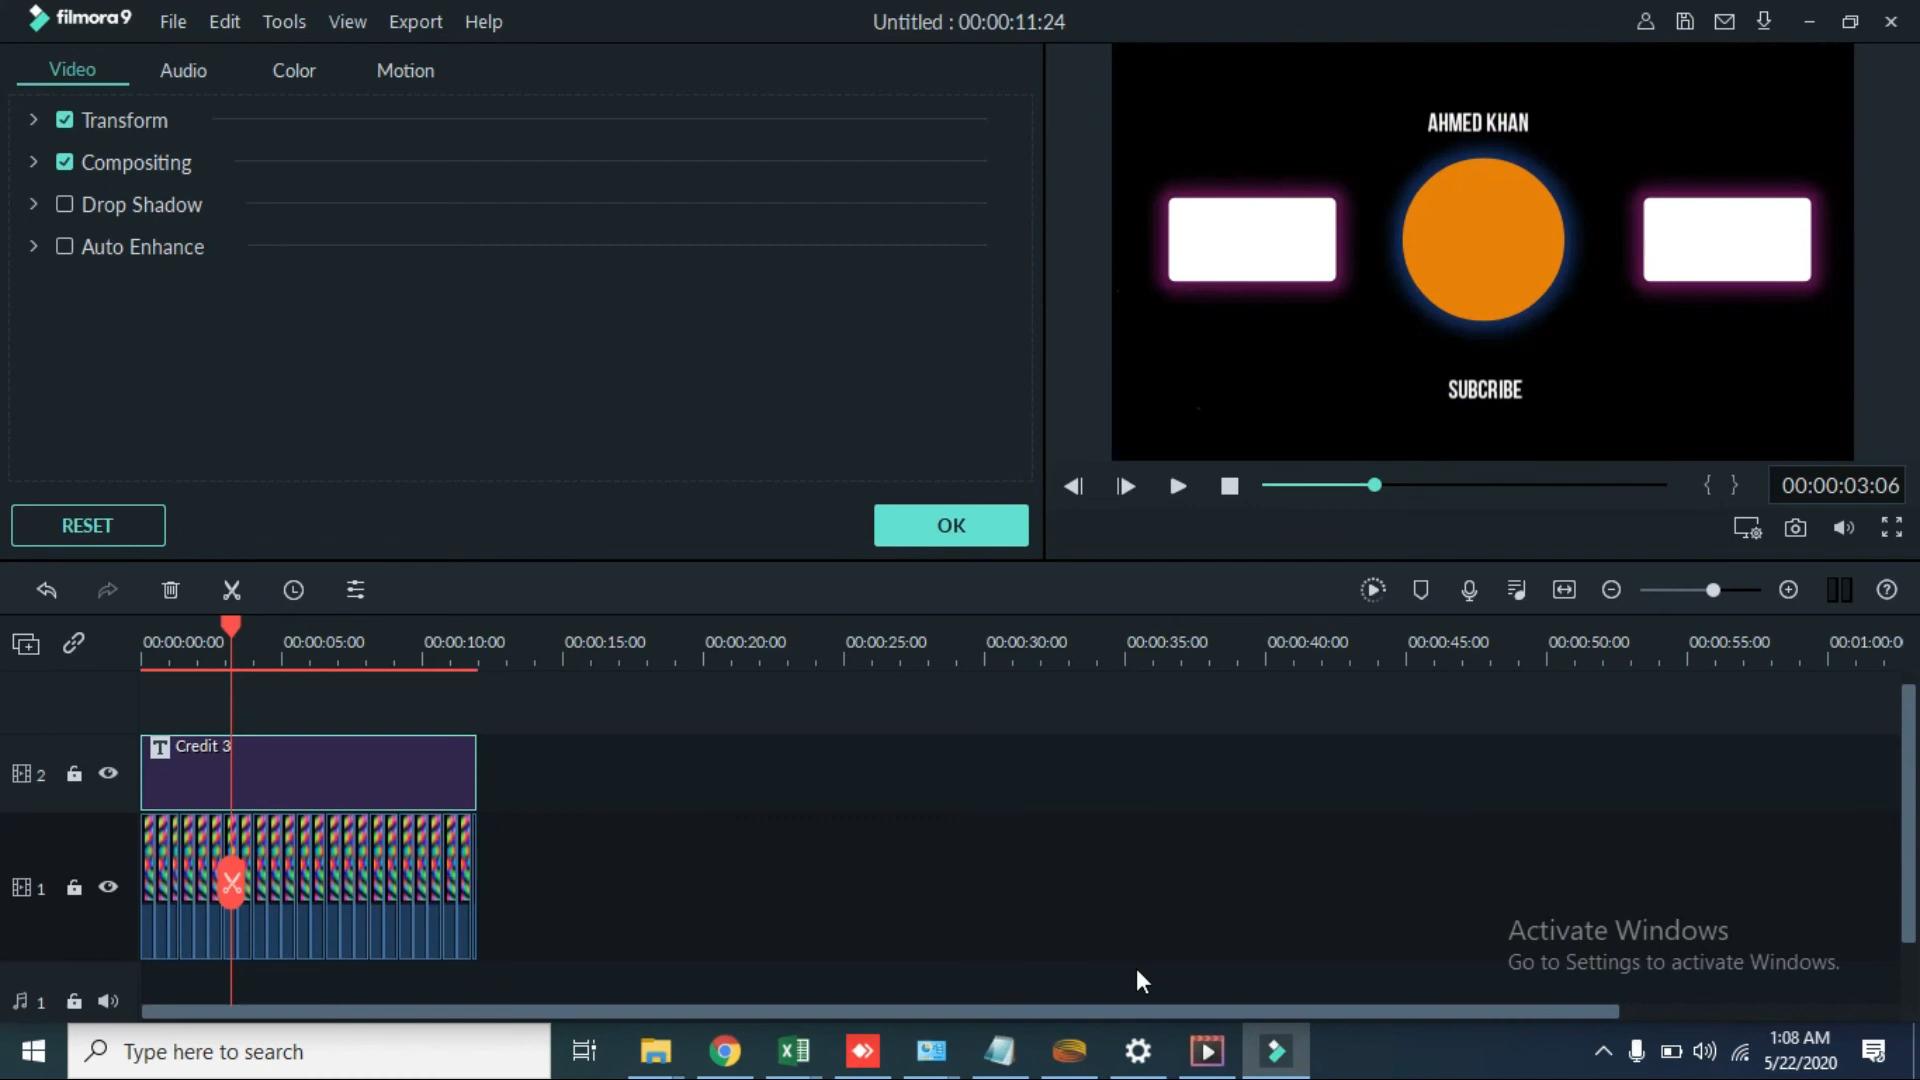 filmora9 File Edit Tools View Export Help Untitled : 00:00:11:24
Video Audio Color Motion
Transform
Compositing
Drop Shadow
Auto Enhance
RESET OK
AHMED KHAN
SUBCRIBE
{ } 00:00:03:06
00:00:00:00 00:00:05:00 00:00:10:00 00:00:15:00 00:00:20:00 00:00:25:00 00:00:30:00 00:00:35:00 00:00:40:00 00:00:45:00 00:00:50:00 00:00:55:00 00:01:00:0
T Credit 3
2
1
1
Activate Windows
Go to Settings to activate Windows.
Type here to search
1:08 AM
5/22/2020